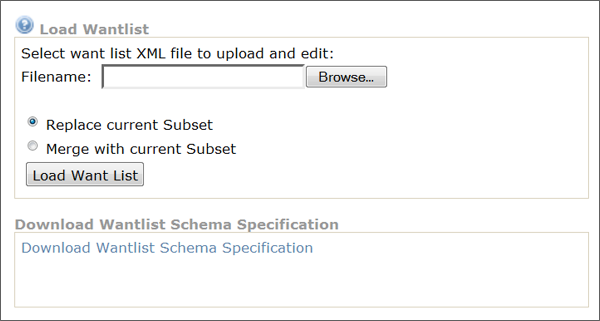 Load Wantlist
Select want list XML file to upload and edit:
Filename: Browse...
Replace current Subset
Merge with current Subset
Load Want List
Download Wantlist Schema Specification
Download Wantlist Schema Specification